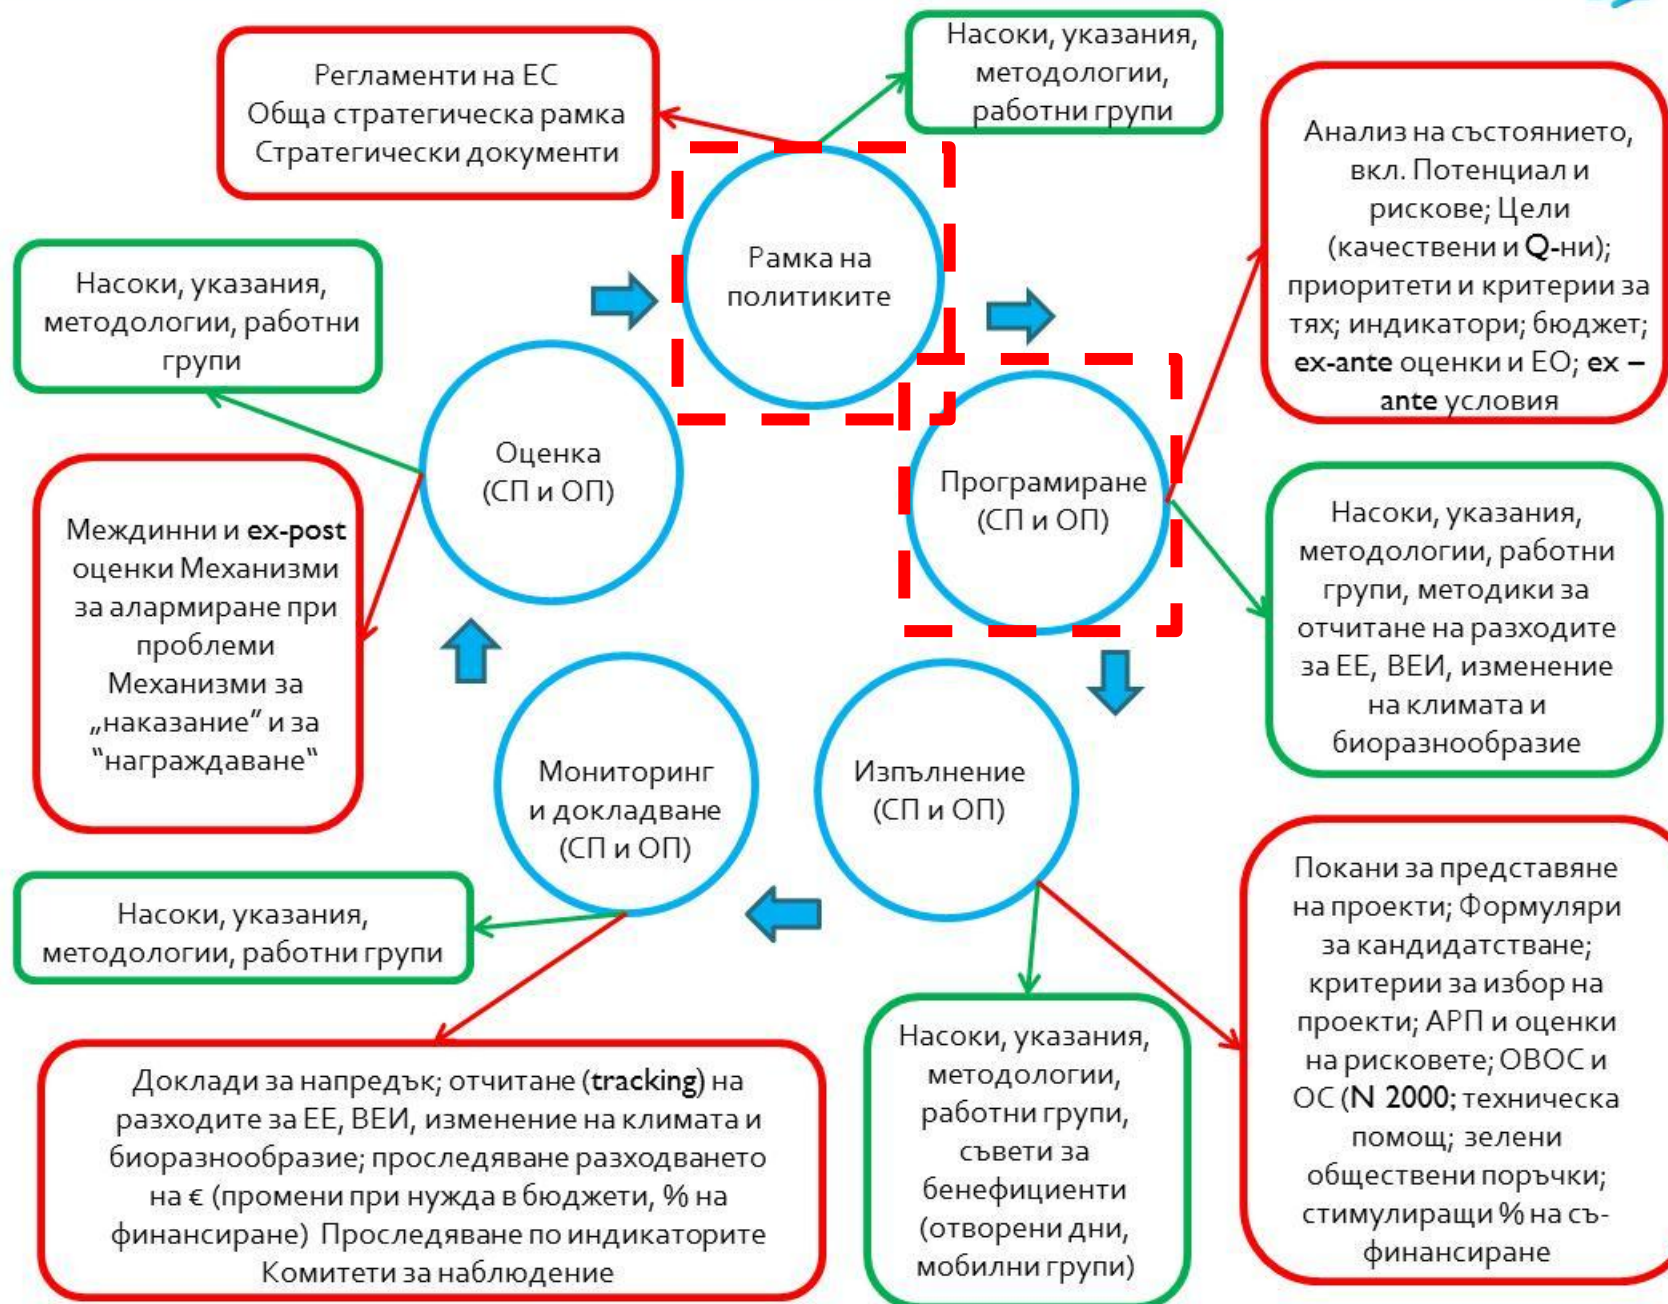 Регламенти на ЕС
Обща стратегическа рамка
Стратегически документи
Насоки, указания,
методологии,
работни групи
Анализ на състоянието,
вкл. Потенциал и
рискове; Цели
(качествени и Q-ни);
приоритети и критерии за
тях; индикатори; бюджет;
ex-ante оценки и ЕО; ex –
ante условия
Рамка на
политиките
Насоки, указания,
методологии, работни
групи
Оценка
(СП и ОП)
Програмиране
(СП и ОП)
Междинни и ex-post
оценки Механизми
за алармиране при
проблеми
Механизми за
„наказание” и за
“награждаване“
Насоки, указания,
методологии, работни
групи, методики за
отчитане на разходите
за ЕЕ, ВЕИ, изменение
на климата и
биоразнообразие
Мониторинг
и докладване
(СП и ОП)
Изпълнение
(СП и ОП)
Насоки, указания,
методологии, работни групи
Покани за представяне
на проекти; Формуляри
за кандидатстване;
критерии за избор на
проекти; АРП и оценки
на рисковете; ОВОС и
ОС (N 2000; техническа
помощ; зелени
обществени поръчки;
стимулиращи % на съ-
финансиране
Насоки, указания,
методологии,
работни групи,
съвети за
бенефициенти
(отворени дни,
мобилни групи)
Доклади за напредък; отчитане (tracking) на
разходите за ЕЕ, ВЕИ, изменение на климата и
биоразнообразие; проследяване разходването
на € (промени при нужда в бюджети, % на
финансиране) Проследяване по индикаторите
Комитети за наблюдение